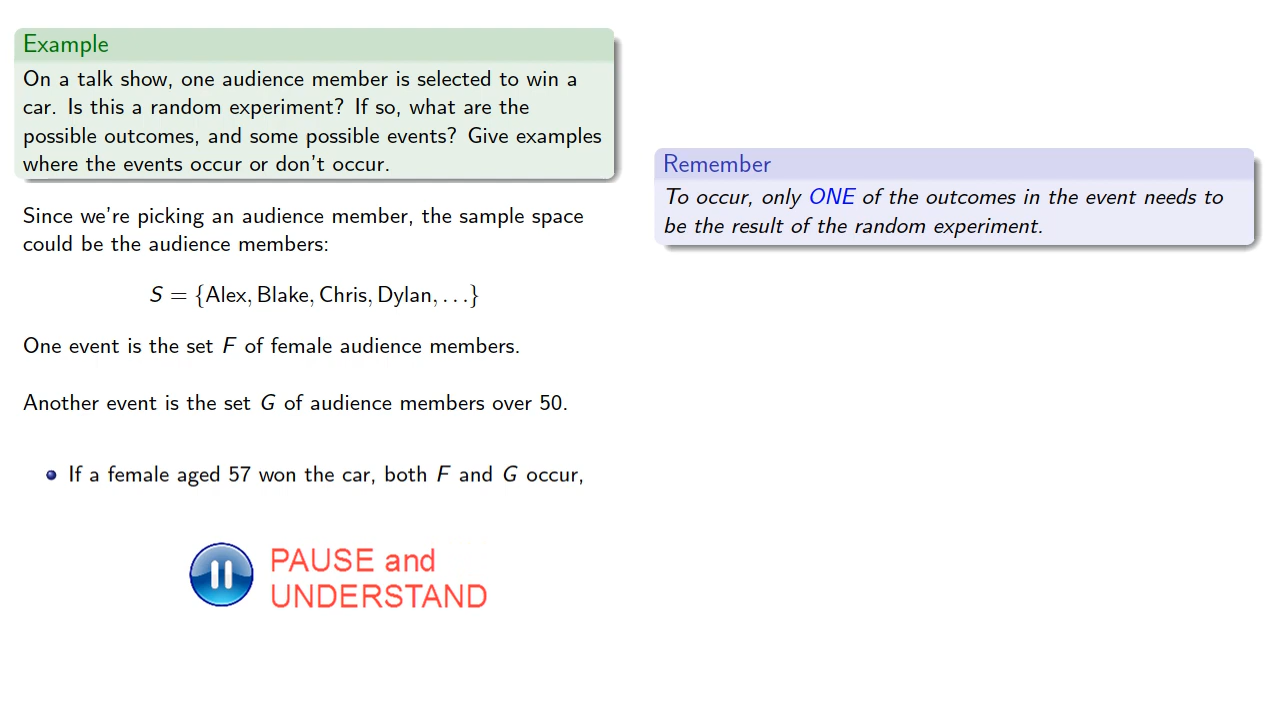 Example
On a talk show, one audience member is selected to win a
car. Is this a random experiment? If so, what are the
possible outcomes, and some possible events? Give examples
where the events occur or don't occur.
Since we're picking an audience member, the sample space
could be the audience members:
S = {Alex, Blake, Chris, Dylan, ...}
One event is the set F of female audience members.
Another event is the set G of audience members over 50.
If a female aged 57 won the car, both F and G occur,
PAUSE and
UNDERSTAND
Remember
To occur, only ONE of the outcomes in the event needs to
be the result of the random experiment.